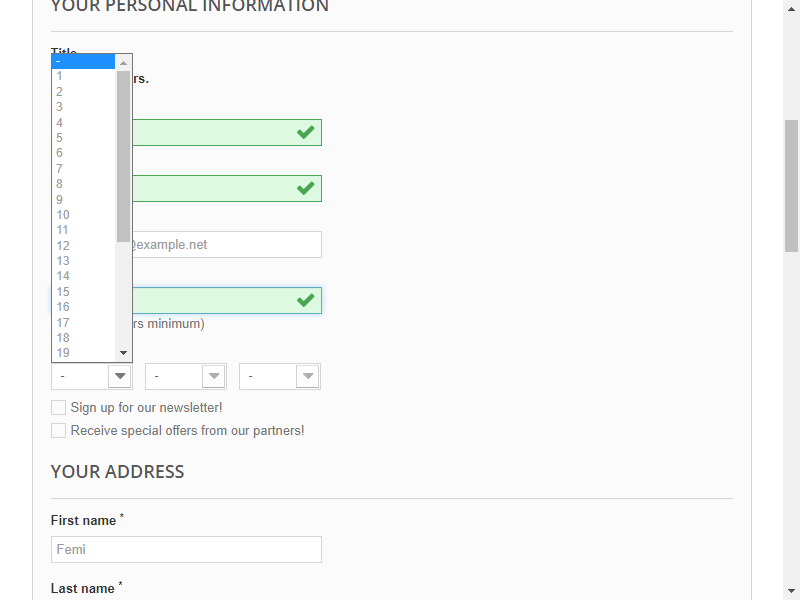 YOUR PERSONAL INFORMATION
Title
-
1
rs.
2
3
4
5
6
7
8
9
10
11
12
@example.net
13
14
15
16
17
rs minimum)
18
19
- - -
Sign up for our newsletter!
Receive special offers from our partners!
YOUR ADDRESS
First name *
Femi
Last name *